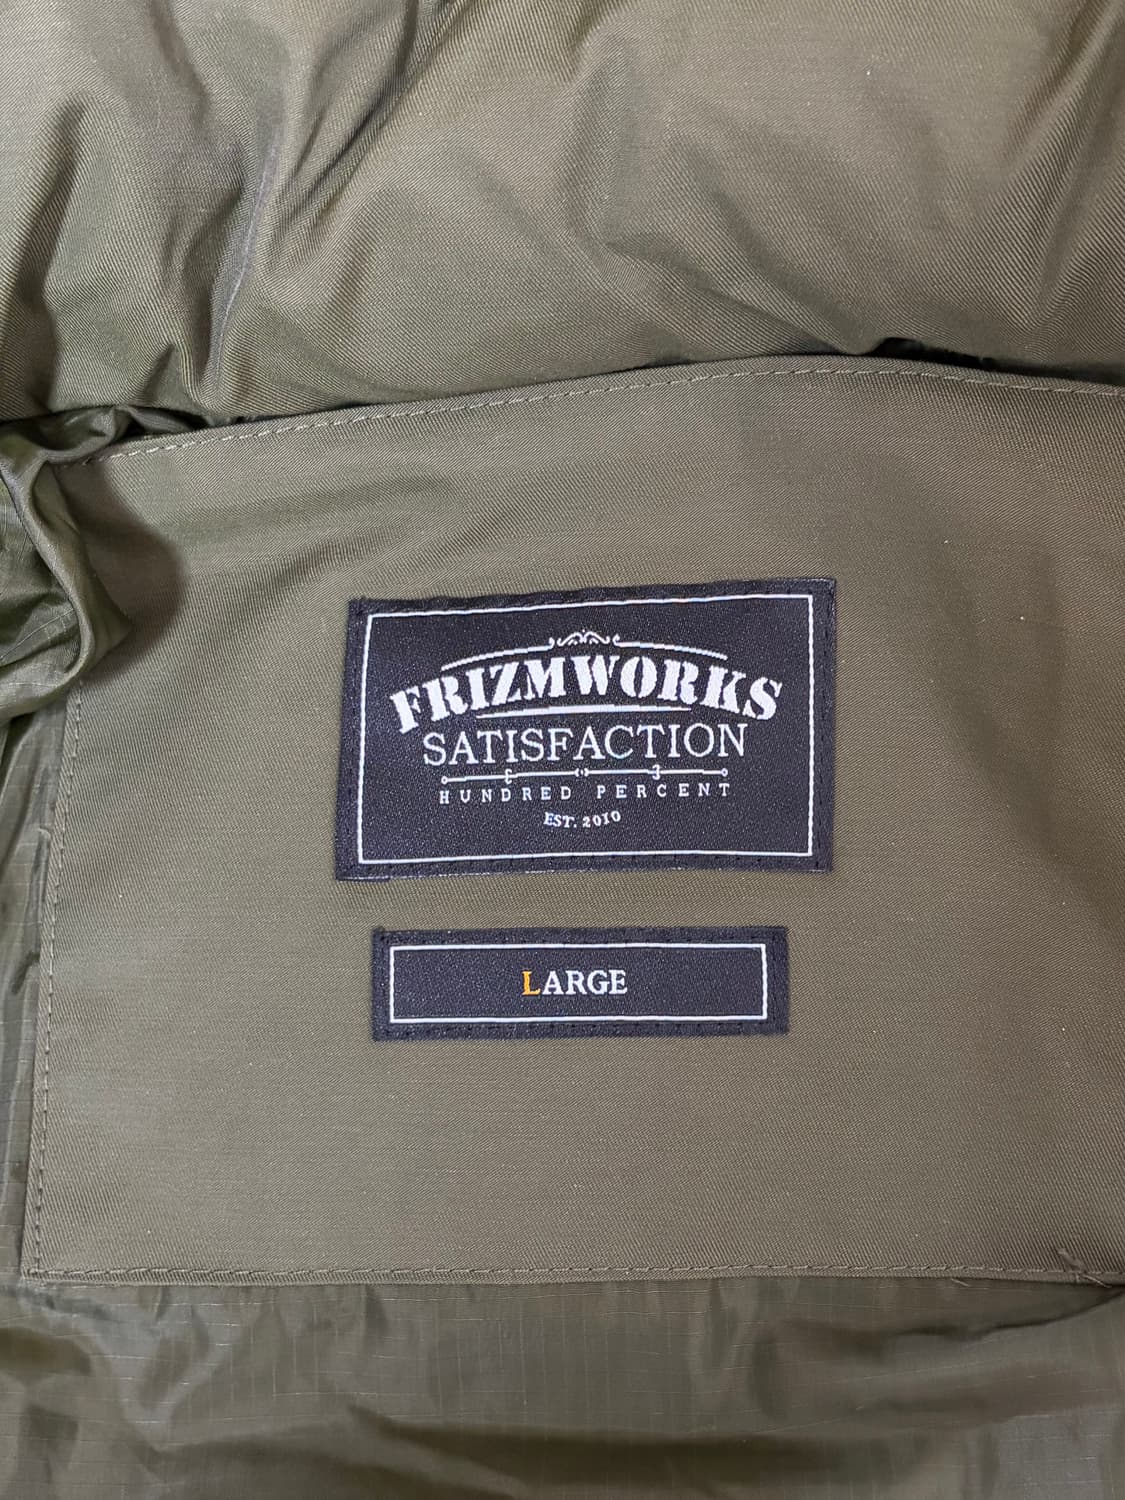 FRIZMWORKS
SATISFACTION
HUNDRED PERCENT
EST. 2010
LARGE